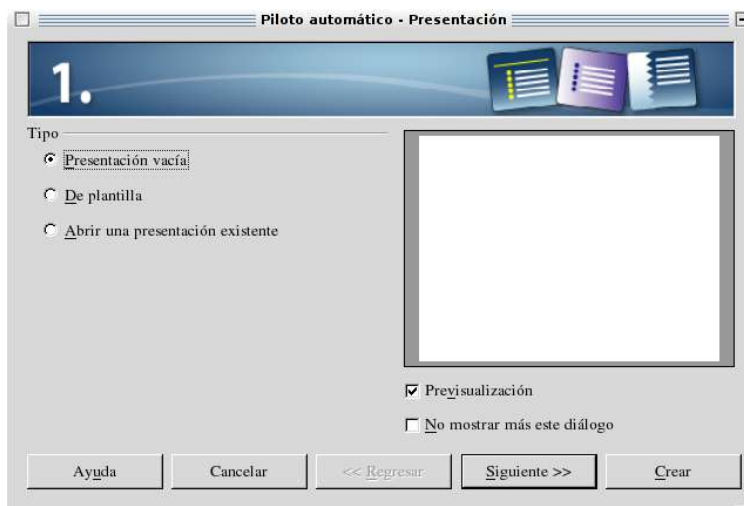 Piloto automático - Presentación
1.
Tipo
Presentación vacía
De plantilla
Abrir una presentación existente
Previsualización
No mostrar más este diálogo
Ayuda
Cancelar
<< Regresar
Siguiente >>
Crear